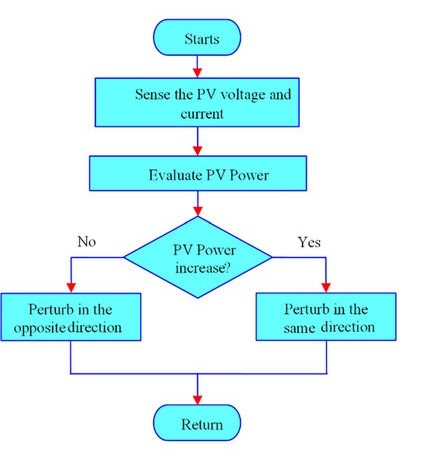 Starts
Sense the PV voltage and
current
Evaluate PV Power
No
PV Power
increase?
Yes
Perturb in the
opposite direction
Perturb in the
same direction
Return